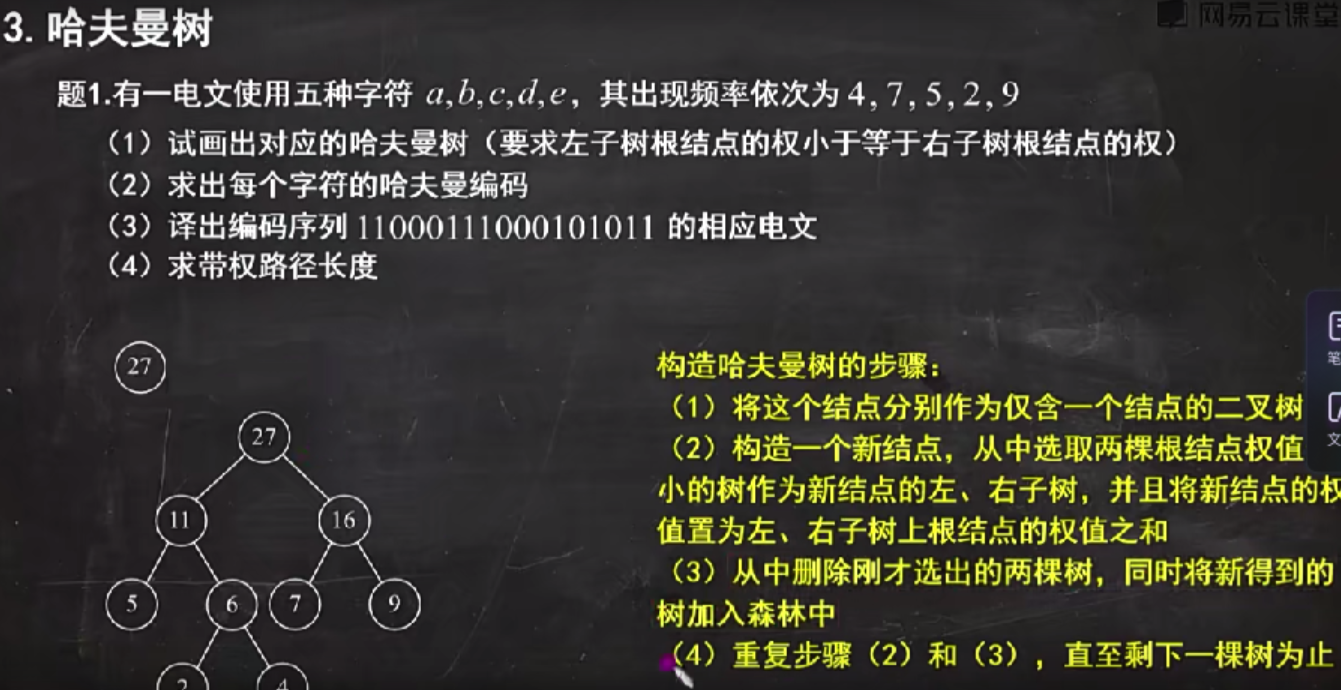 3. 哈夫曼树
网易云课堂
题1.有一电文使用五种字符 a,b,c,d,e，其出现频率依次为 4,7,5,2,9
（1）试画出对应的哈夫曼树（要求左子树根结点的权小于等于右子树根结点的权）
（2）求出每个字符的哈夫曼编码
（3）译出编码序列 11000111000101011 的相应电文
（4）求带权路径长度
27
27
11
16
5
6
7
9
2
4
构造哈夫曼树的步骤：
（1）将这个结点分别作为仅含一个结点的二叉树
（2）构造一个新结点，从中选取两棵根结点权值
小的树作为新结点的左、右子树，并且将新结点的权
值置为左、右子树上根结点的权值之和
（3）从中删除刚才选出的两棵树，同时将新得到的
树加入森林中
（4）重复步骤（2）和（3），直至剩下一棵树为止
笔
文